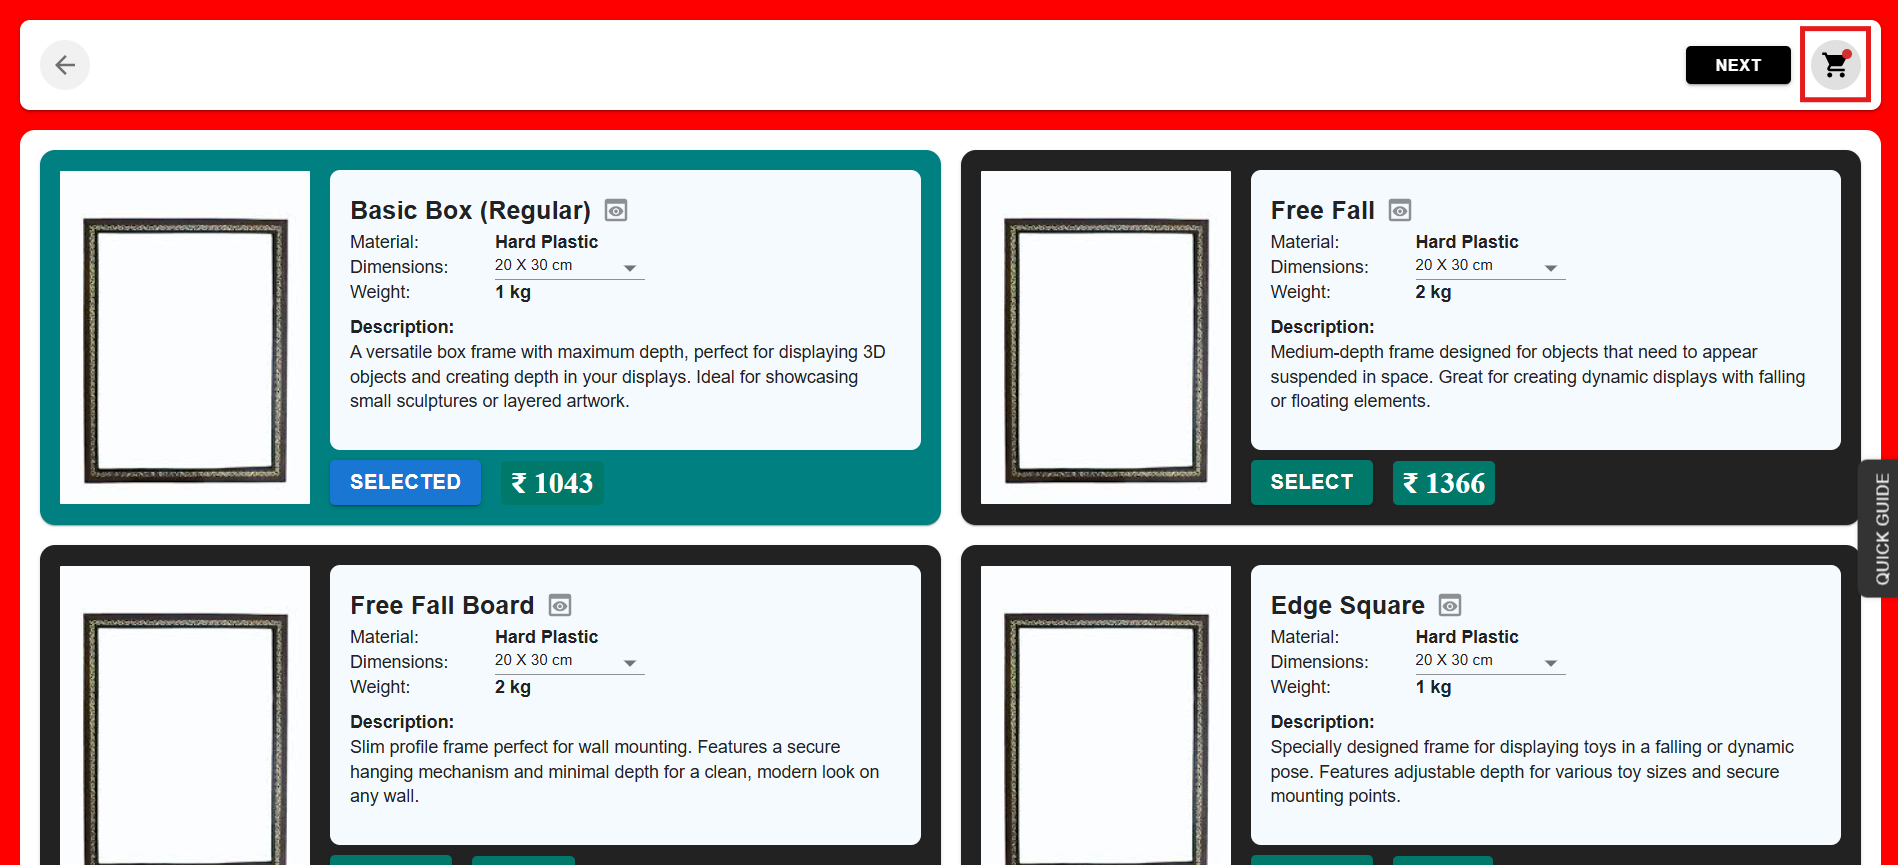 NEXT
Basic Box (Regular)
Material: Hard Plastic
Dimensions: 20 X 30 cm
Weight: 1 kg
Description:
A versatile box frame with maximum depth, perfect for displaying 3D
objects and creating depth in your displays. Ideal for showcasing
small sculptures or layered artwork.
SELECTED ₹ 1043
Free Fall
Material: Hard Plastic
Dimensions: 20 X 30 cm
Weight: 2 kg
Description:
Medium-depth frame designed for objects that need to appear
suspended in space. Great for creating dynamic displays with falling
or floating elements.
SELECT ₹ 1366
Free Fall Board
Material: Hard Plastic
Dimensions: 20 X 30 cm
Weight: 2 kg
Description:
Slim profile frame perfect for wall mounting. Features a secure
hanging mechanism and minimal depth for a clean, modern look on
any wall.
Edge Square
Material: Hard Plastic
Dimensions: 20 X 30 cm
Weight: 1 kg
Description:
Specially designed frame for displaying toys in a falling or dynamic
pose. Features adjustable depth for various toy sizes and secure
mounting points.
QUICK GUIDE